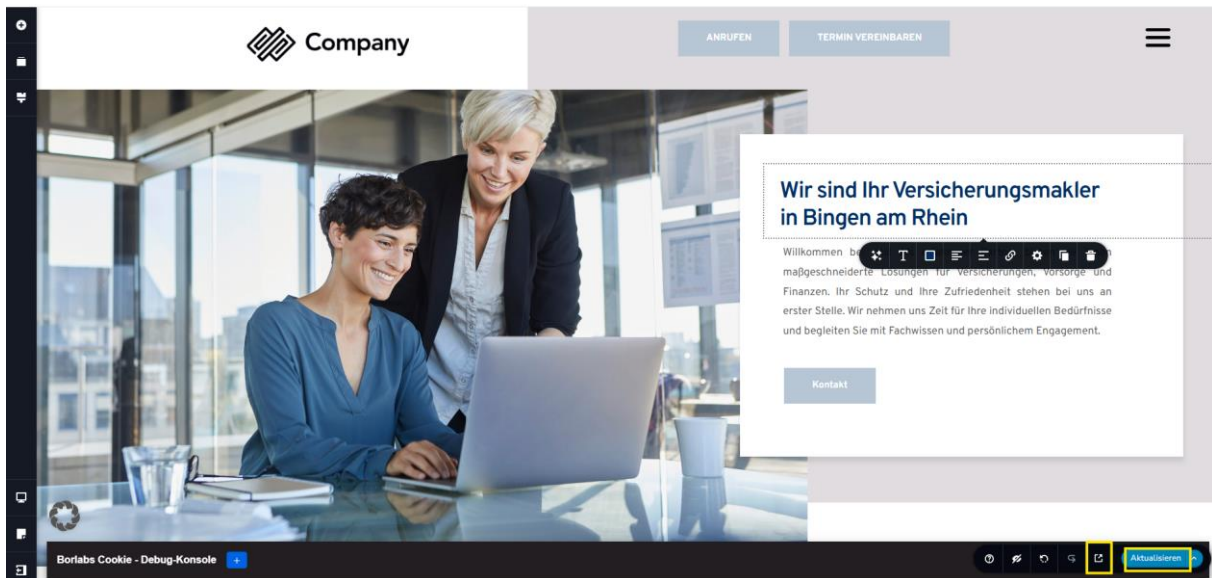 Company
ANRUFEN
TERMIN VEREINBAREN
Wir sind Ihr Versicherungsmakler
in Bingen am Rhein
Willkommen
maßgeschneiderte Lösungen für Versicherungen, Vorsorge und
Finanzen. Ihr Schutz und Ihre Zufriedenheit stehen bei uns an
erster Stelle. Wir nehmen uns Zeit für Ihre individuellen Bedürfnisse
und begleiten Sie mit Fachwissen und persönlichem Engagement.
Kontakt
Borlabs Cookie - Debug-Konsole +
Aktualisieren